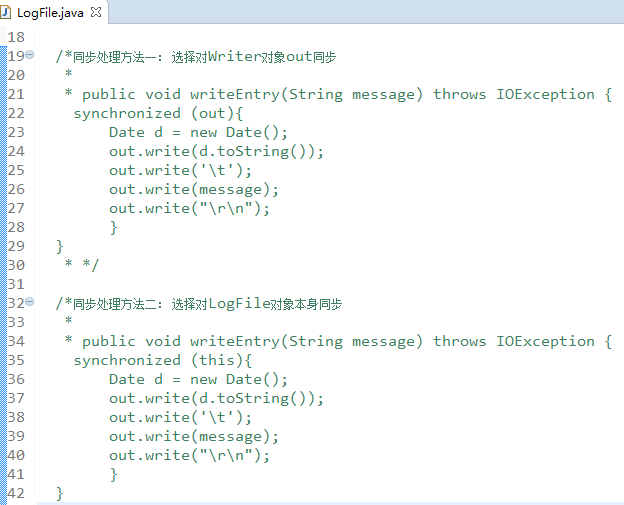 LogFile.java
18
19 /*同步处理方法一: 选择对Writer对象out同步
20 *
21 * public void writeEntry(String message) throws IOException {
22 synchronized (out){
23 Date d = new Date();
24 out.write(d.toString());
25 out.write('\t');
26 out.write(message);
27 out.write("\r\n");
28 }
29 }
30 * */
31
32 /*同步处理方法二: 选择对LogFile对象本身同步
33 *
34 * public void writeEntry(String message) throws IOException {
35 synchronized (this){
36 Date d = new Date();
37 out.write(d.toString());
38 out.write('\t');
39 out.write(message);
40 out.write("\r\n");
41 }
42 }